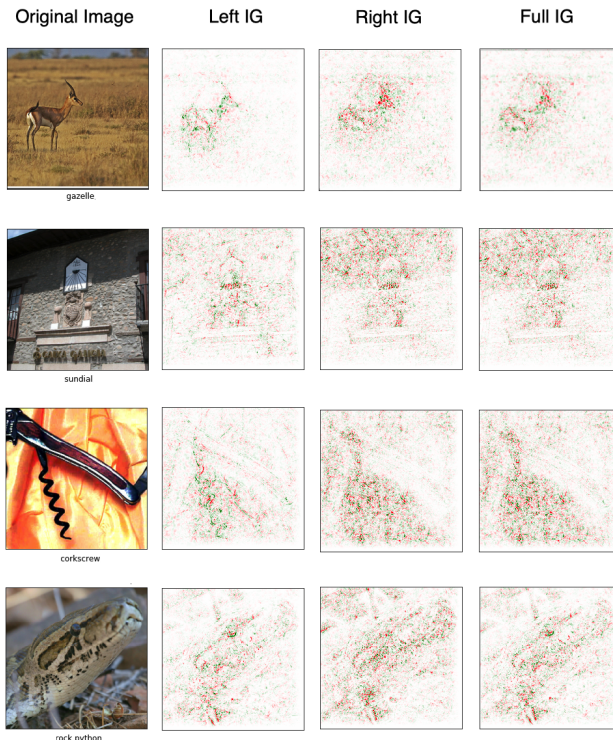 Original Image Left IG Right IG Full IG
gazelle
sundial
corkscrew
rock python